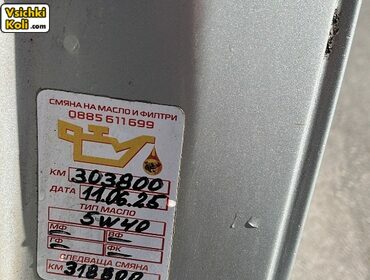 Vsichki
Koli .com
СМЯНА НА МАСЛО И ФИЛТРИ
0885 611 699
КМ 303800
ДАТА 11.06.25
ТИП МАСЛО
5W40
МФ
ВФ
ГФ
ФК
СЛЕДВАЩА СМЯНА
КМ 318800